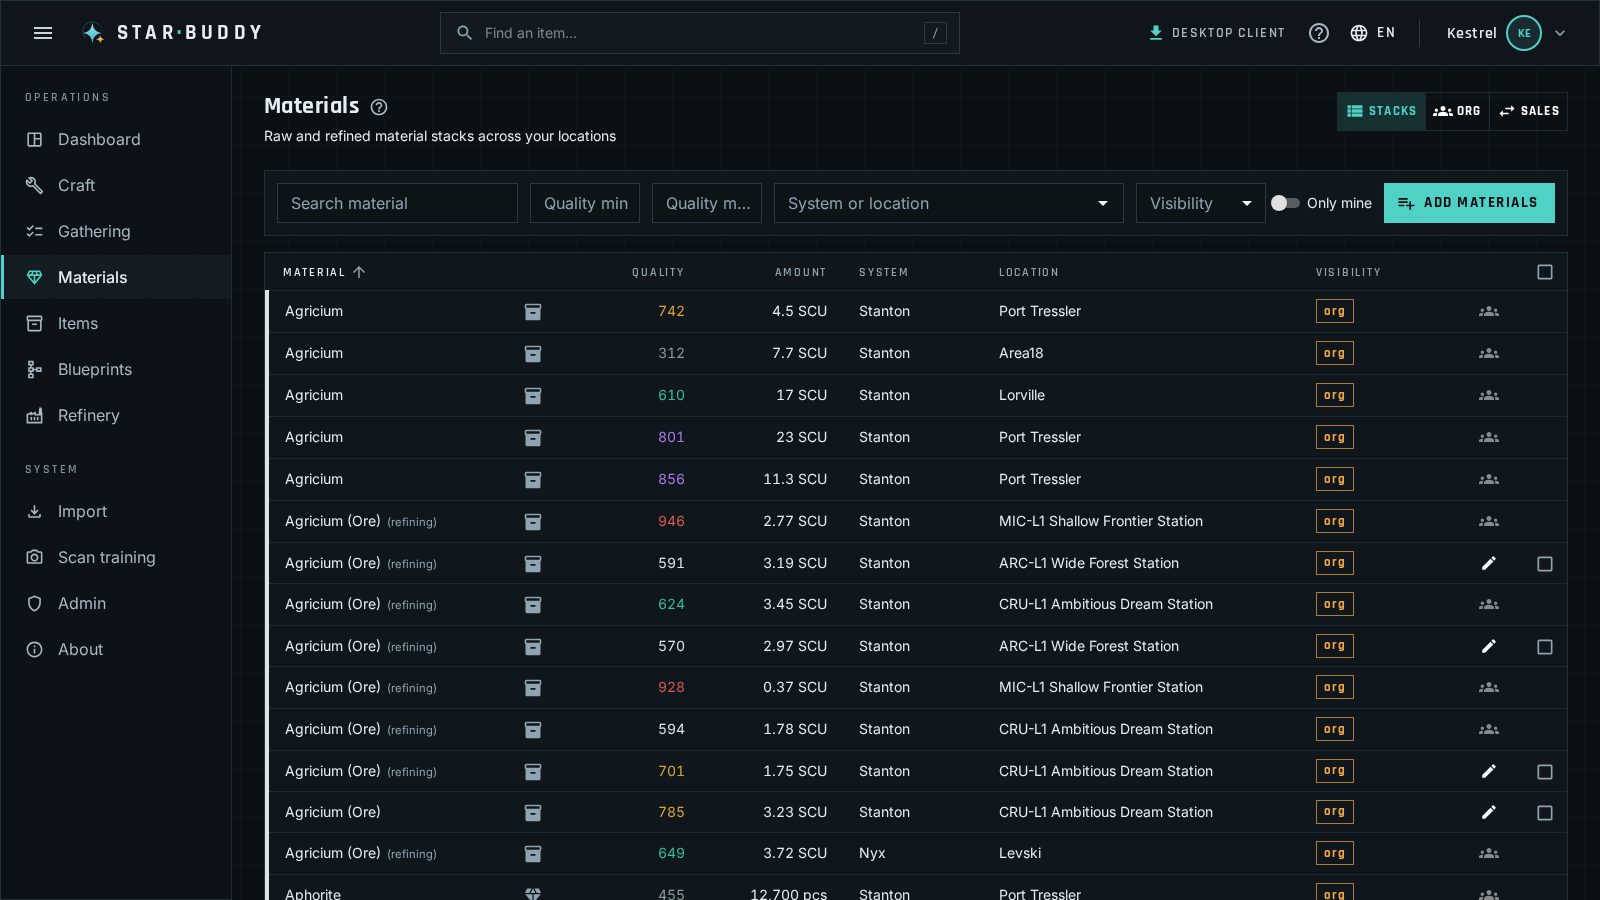 STAR·BUDDY
Find an item...
/
DESKTOP CLIENT
EN
Kestrel
KE
OPERATIONS
Dashboard
Craft
Gathering
Materials
Items
Blueprints
Refinery
SYSTEM
Import
Scan training
Admin
About
Materials
Raw and refined material stacks across your locations
STACKS ORG SALES
Search material Quality min Quality m... System or location Visibility Only mine ADD MATERIALS
MATERIAL QUALITY AMOUNT SYSTEM LOCATION VISIBILITY
Agricium 742 4.5 SCU Stanton Port Tressler org
Agricium 312 7.7 SCU Stanton Area18 org
Agricium 610 17 SCU Stanton Lorville org
Agricium 801 23 SCU Stanton Port Tressler org
Agricium 856 11.3 SCU Stanton Port Tressler org
Agricium (Ore) (refining) 946 2.77 SCU Stanton MIC-L1 Shallow Frontier Station org
Agricium (Ore) (refining) 591 3.19 SCU Stanton ARC-L1 Wide Forest Station org
Agricium (Ore) (refining) 624 3.45 SCU Stanton CRU-L1 Ambitious Dream Station org
Agricium (Ore) (refining) 570 2.97 SCU Stanton ARC-L1 Wide Forest Station org
Agricium (Ore) (refining) 928 0.37 SCU Stanton MIC-L1 Shallow Frontier Station org
Agricium (Ore) (refining) 594 1.78 SCU Stanton CRU-L1 Ambitious Dream Station org
Agricium (Ore) (refining) 701 1.75 SCU Stanton CRU-L1 Ambitious Dream Station org
Agricium (Ore) 785 3.23 SCU Stanton CRU-L1 Ambitious Dream Station org
Agricium (Ore) (refining) 649 3.72 SCU Nyx Levski org
Aphorite 455 12,700 pcs Stanton Port Tressler org